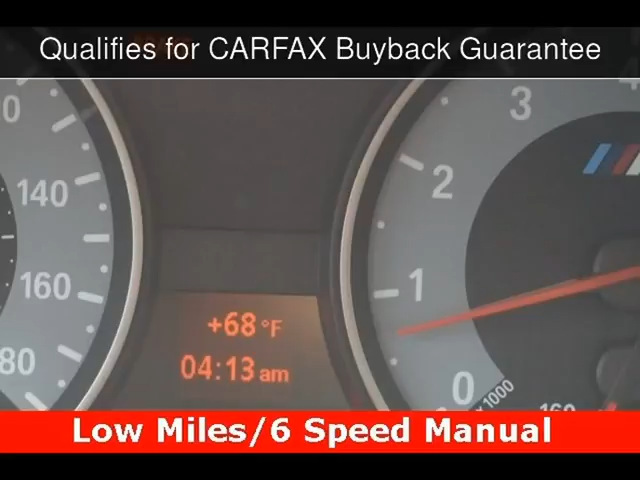 Qualifies for CARFAX Buyback Guarantee
3
140
2
160
1
+68°F
80
04:13 am
0
x 1000
160
Low Miles/6 Speed Manual